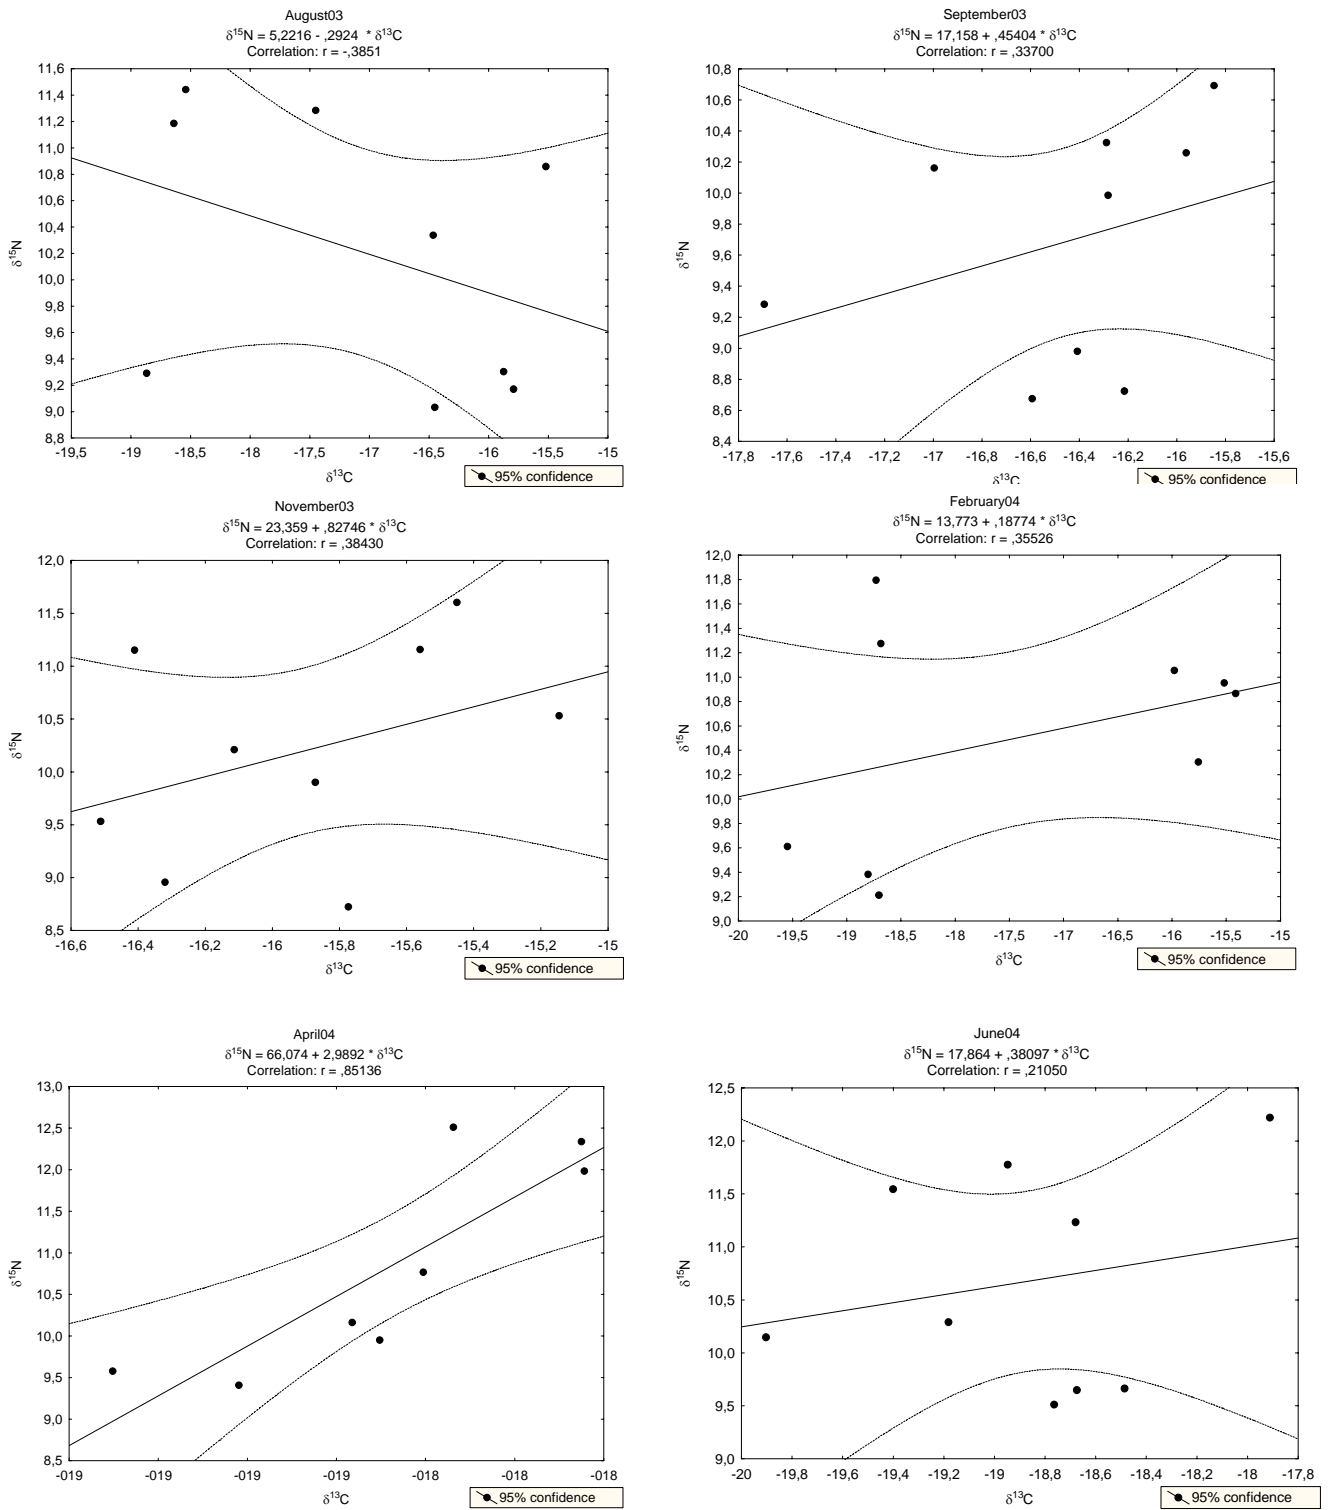 August03
δ15N = 5,2216 - ,2924 * δ13C
Correlation: r = -,3851
11,6
11,4
11,2
11,0
10,8
10,6
10,4
10,2
10,0
9,8
9,6
9,4
9,2
9,0
8,8
δ15N
-19,5 -19 -18,5 -18 -17,5 -17 -16,5 -16 -15,5 -15
δ13C
95% confidence
September03
δ15N = 17,158 + ,45404 * δ13C
Correlation: r = ,33700
10,8
10,6
10,4
10,2
10,0
9,8
9,6
9,4
9,2
9,0
8,8
8,6
8,4
δ15N
-17,8 -17,6 -17,4 -17,2 -17 -16,8 -16,6 -16,4 -16,2 -16 -15,8 -15,6
δ13C
95% confidence
November03
δ15N = 23,359 + ,82746 * δ13C
Correlation: r = ,38430
12,0
11,5
11,0
10,5
10,0
9,5
9,0
8,5
δ15N
-16,6 -16,4 -16,2 -16 -15,8 -15,6 -15,4 -15,2 -15
δ13C
95% confidence
February04
δ15N = 13,773 + ,18774 * δ13C
Correlation: r = ,35526
12,0
11,8
11,6
11,4
11,2
11,0
10,8
10,6
10,4
10,2
10,0
9,8
9,6
9,4
9,2
9,0
δ15N
-20 -19,5 -19 -18,5 -18 -17,5 -17 -16,5 -16 -15,5 -15
δ13C
95% confidence
April04
δ15N = 66,074 + 2,9892 * δ13C
Correlation: r = ,85136
13,0
12,5
12,0
11,5
11,0
10,5
10,0
9,5
9,0
8,5
δ15N
-019 -019 -019 -019 -018 -018 -018
δ13C
95% confidence
June04
δ15N = 17,864 + ,38097 * δ13C
Correlation: r = ,21050
12,5
12,0
11,5
11,0
10,5
10,0
9,5
9,0
δ15N
-20 -19,8 -19,6 -19,4 -19,2 -19 -18,8 -18,6 -18,4 -18,2 -18 -17,8
δ13C
95% confidence